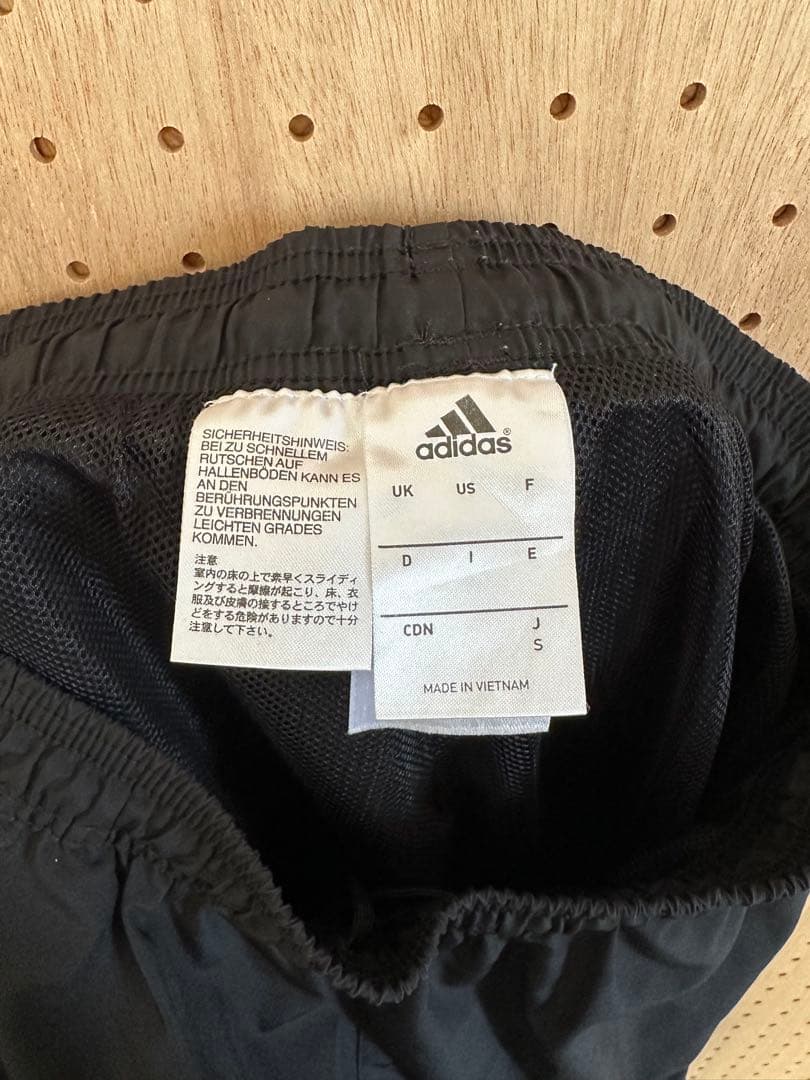 SICHERHEITSHINWEIS:
BEI ZU SCHNELLEM
RUTSCHEN AUF
HALLENBÖDEN KANN ES
AN DEN
BERÜHRUNGSPUNKTEN
ZU VERBRENNUNGEN
LEICHTEN GRADES
KOMMEN.
注意
室内の床の上で素早くスライディ
ングすると摩擦が起こり、床、衣
服及び皮膚の接するところでやけ
どをする危険がありますので十分
注意して下さい。
adidas®
UK US F
D I E
CDN J
S
MADE IN VIETNAM